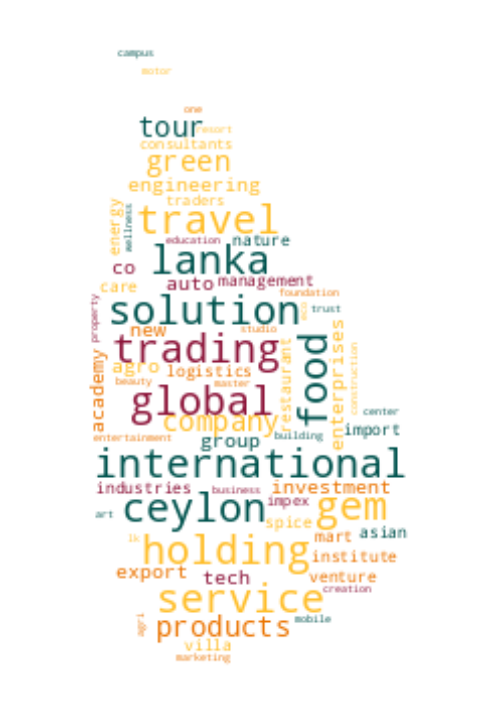 campus
motor
one
tour
resort
consultants
green
engineering
traders
energy
wellness
travel
education
nature
lanka
co
auto
management
care
foundation
property
solution
eco
trust
new
studio
trading
food
enterprises
restaurant
construction
agro
logistics
academy
beauty
master
global
company
center
import
entertainment
group
building
international
industries
business
investment
art
ceylon
impex
gem
spice
lk
holding
mart
asian
institute
export
tech
venture
creation
service
agri
products
mobile
villa
marketing